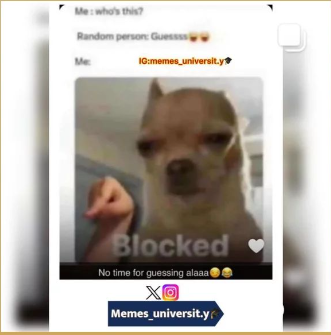 Me : who's this?
Random person: Guessss😽😽
Me:
IG:memes_universit.y🎓
Blocked
No time for guessing alaaa😏😂
Memes_universit.y